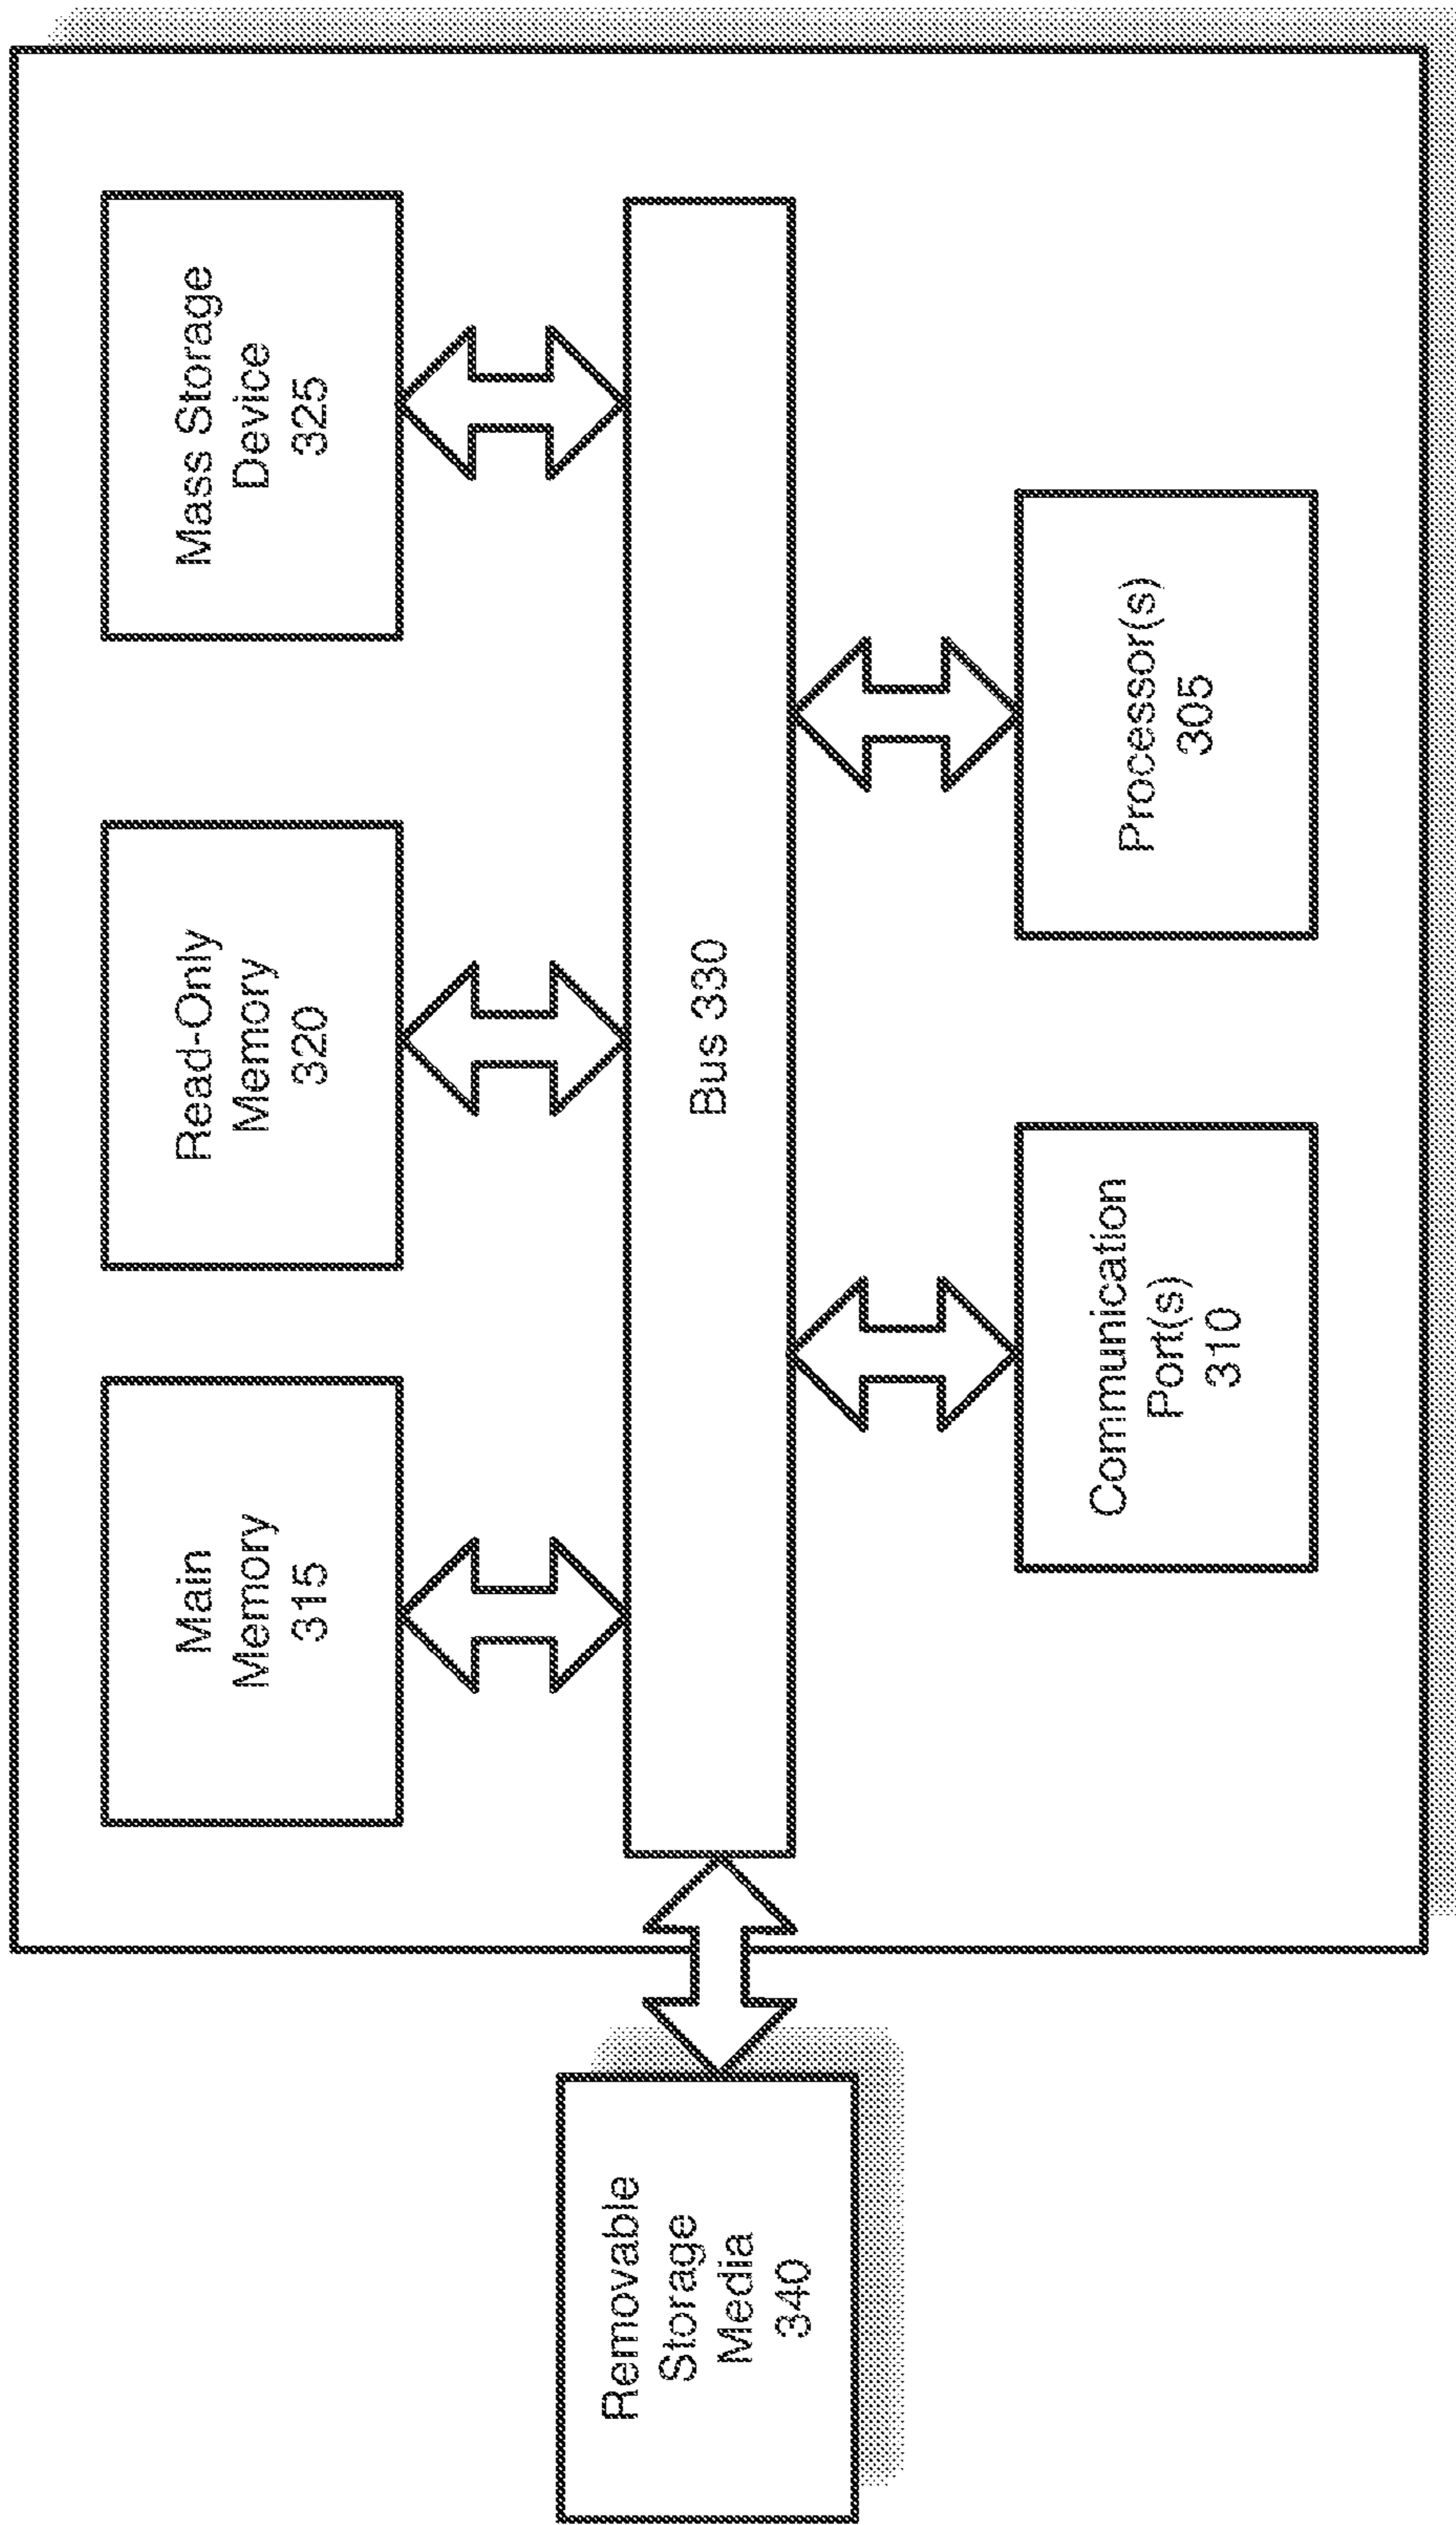 Main
Memory
315
Read-Only
Memory
320
Mass Storage
Device
325
Removable
Storage
Media
340
Bus 330
Communication
Port(s)
310
Processor(s)
305